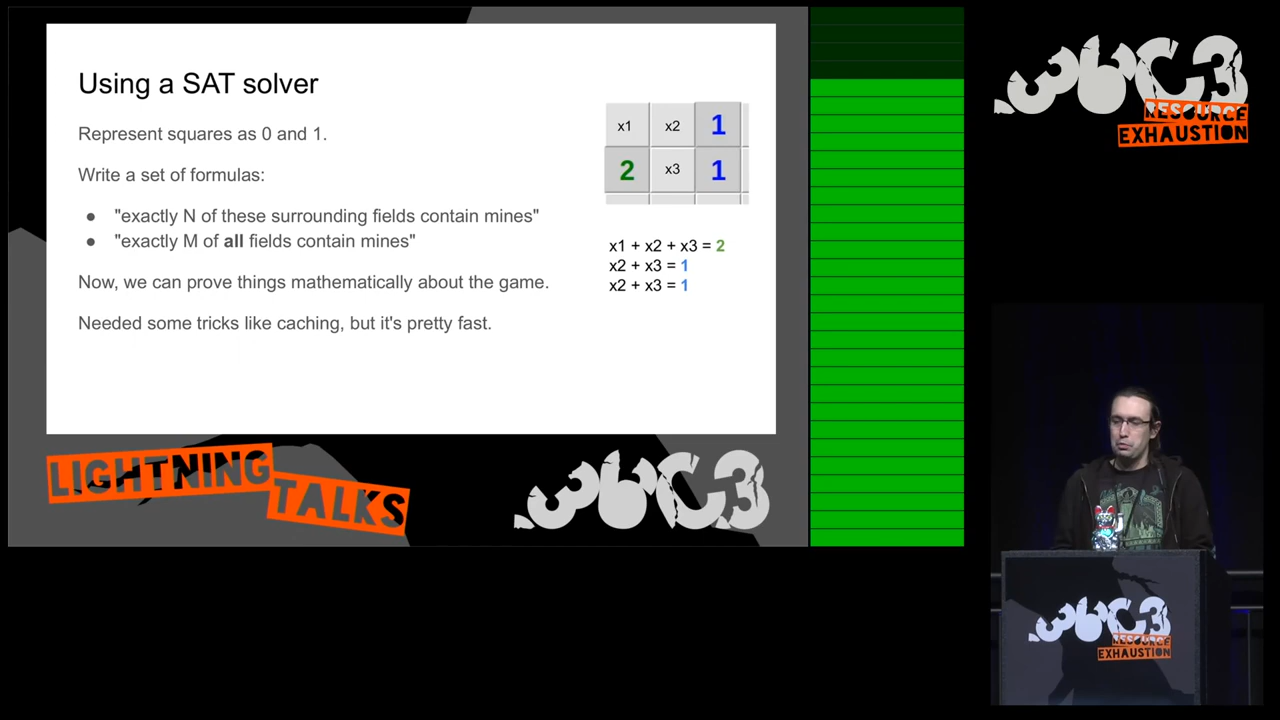 Using a SAT solver
Represent squares as 0 and 1.
Write a set of formulas:
● "exactly N of these surrounding fields contain mines"
● "exactly M of all fields contain mines"
Now, we can prove things mathematically about the game.
Needed some tricks like caching, but it's pretty fast.
x1 x2 1
2 x3 1
x1 + x2 + x3 = 2
x2 + x3 = 1
x2 + x3 = 1
LIGHTNING
TALKS
36C3
36C3
RESOURCE
EXHAUSTION
36C3
RESOURCE
EXHAUSTION